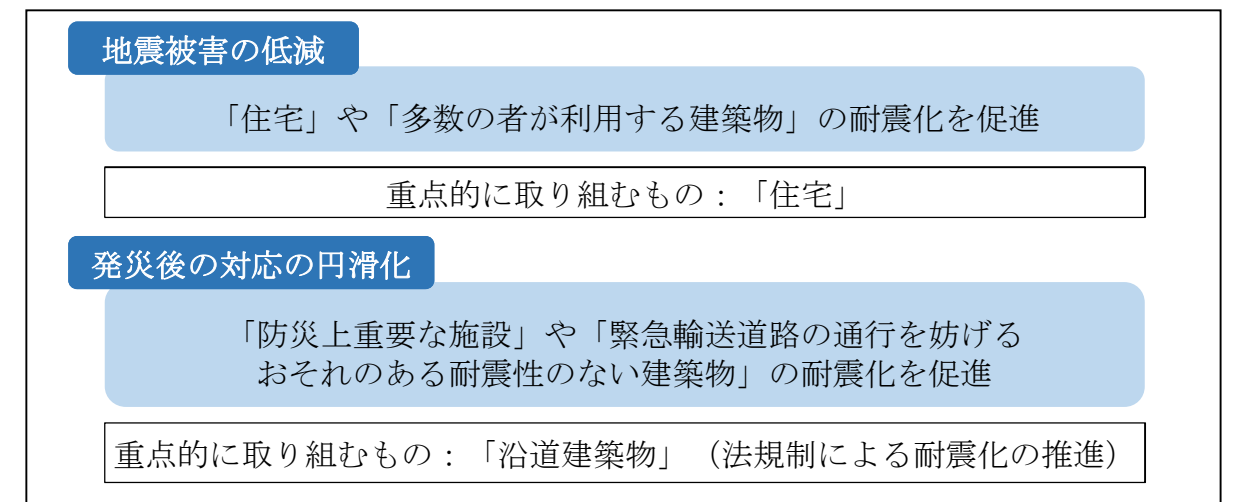 地震被害の低減
「住宅」や「多数の者が利用する建築物」の耐震化を促進
重点的に取り組むもの:「住宅」
発災後の対応の円滑化
「防災上重要な施設」や「緊急輸送道路の通行を妨げる
おそれのある耐震性のない建築物」の耐震化を促進
重点的に取り組むもの:「沿道建築物」(法規制による耐震化の推進)